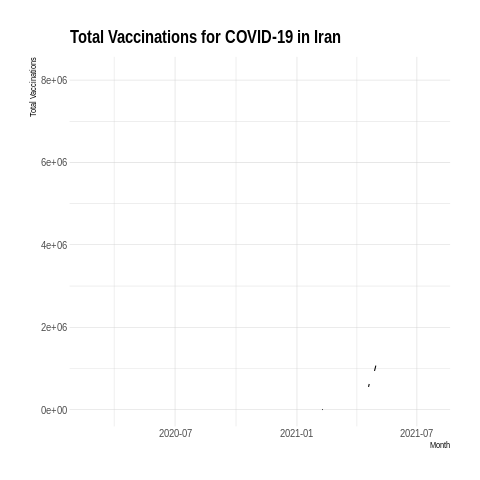 Total Vaccinations for COVID-19 in Iran
Total Vaccinations
8e+06
6e+06
4e+06
2e+06
0e+00
2020-07
2021-01
2021-07
Month